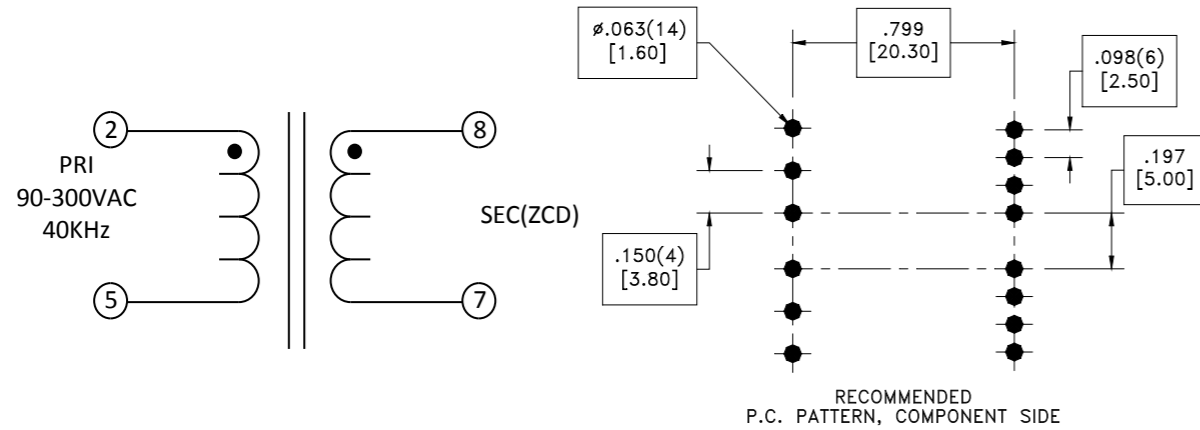 2
PRI
90-300VAC
40KHz
5
8
SEC(ZCD)
7
ø.063(14)
[1.60]
.799
[20.30]
.098(6)
[2.50]
.197
[5.00]
.150(4)
[3.80]
RECOMMENDED
P.C. PATTERN, COMPONENT SIDE